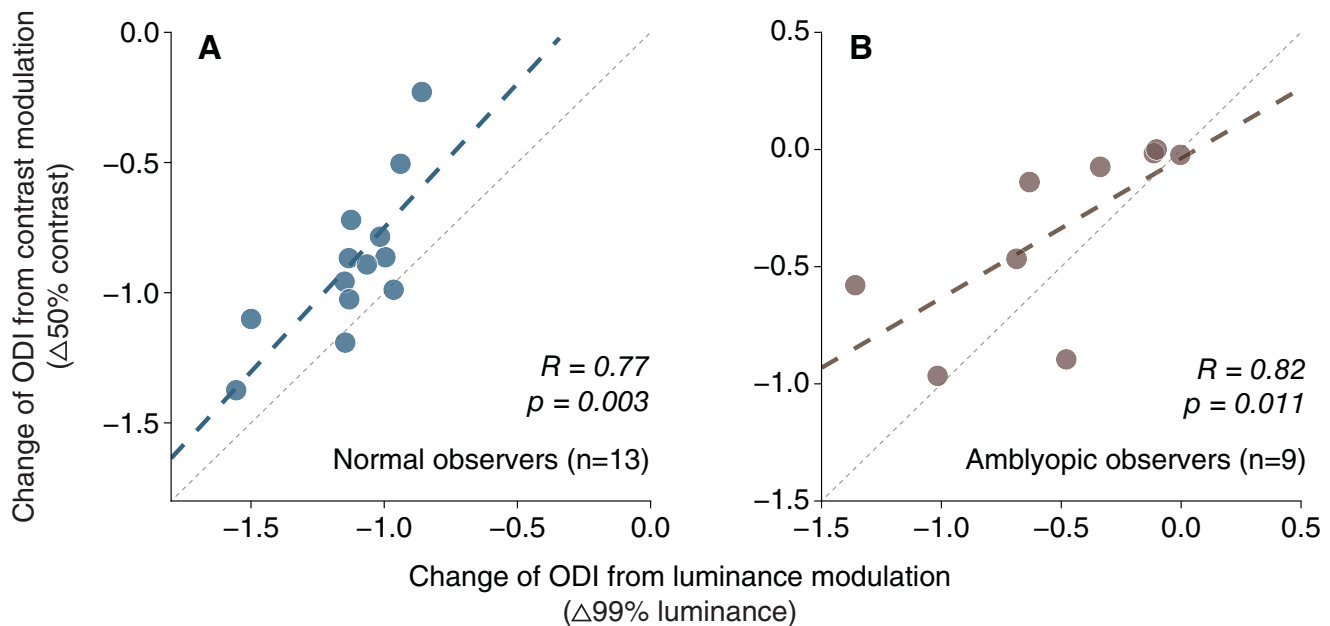 Change of ODI from contrast modulation
(△50% contrast)
A
0.0
−0.5
−1.0
−1.5
R = 0.77
p = 0.003
Normal observers (n=13)
−1.5
−1.0
−0.5
0.0
B
0.5
0.0
−0.5
−1.0
−1.5
R = 0.82
p = 0.011
Amblyopic observers (n=9)
−1.5
−1.0
−0.5
0.0
0.5
Change of ODI from luminance modulation
(△99% luminance)